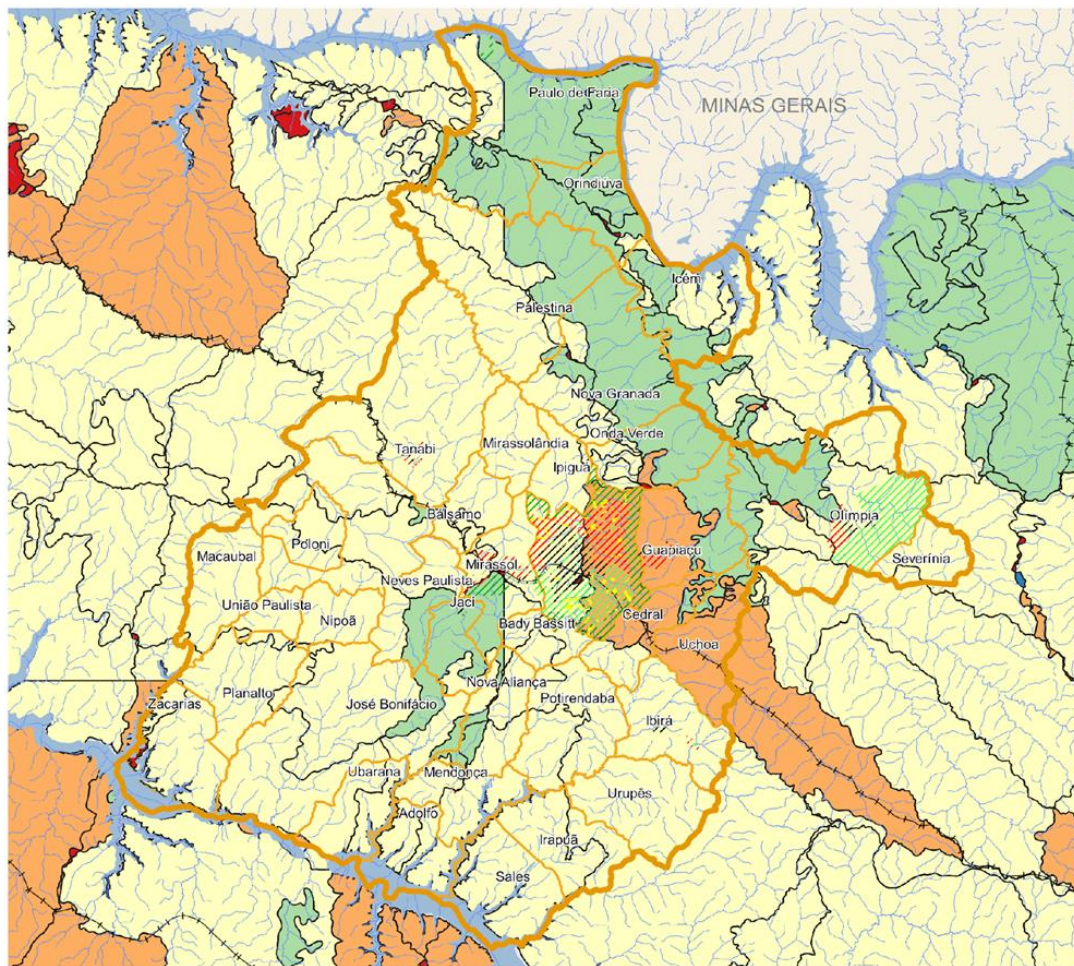 Paulo de Faria
MINAS GERAIS
Orindiúva
Icém
Palestina
Nova Granada
Onda Verde
Tanabi
Mirassolândia
Ipiguá
Bálsamo
Olímpia
Guapiaçu
Macaubal
Poloni
Mirassol
Severínia
Neves Paulista
União Paulista
Jaci
Nipoã
Bady Bassitt
Cedral
Uchoa
Nova Aliança
Planalto
Potirendaba
Zacarias
José Bonifácio
Ibirá
Ubarana
Mendonça
Urupês
Adolfo
Irapuã
Sales